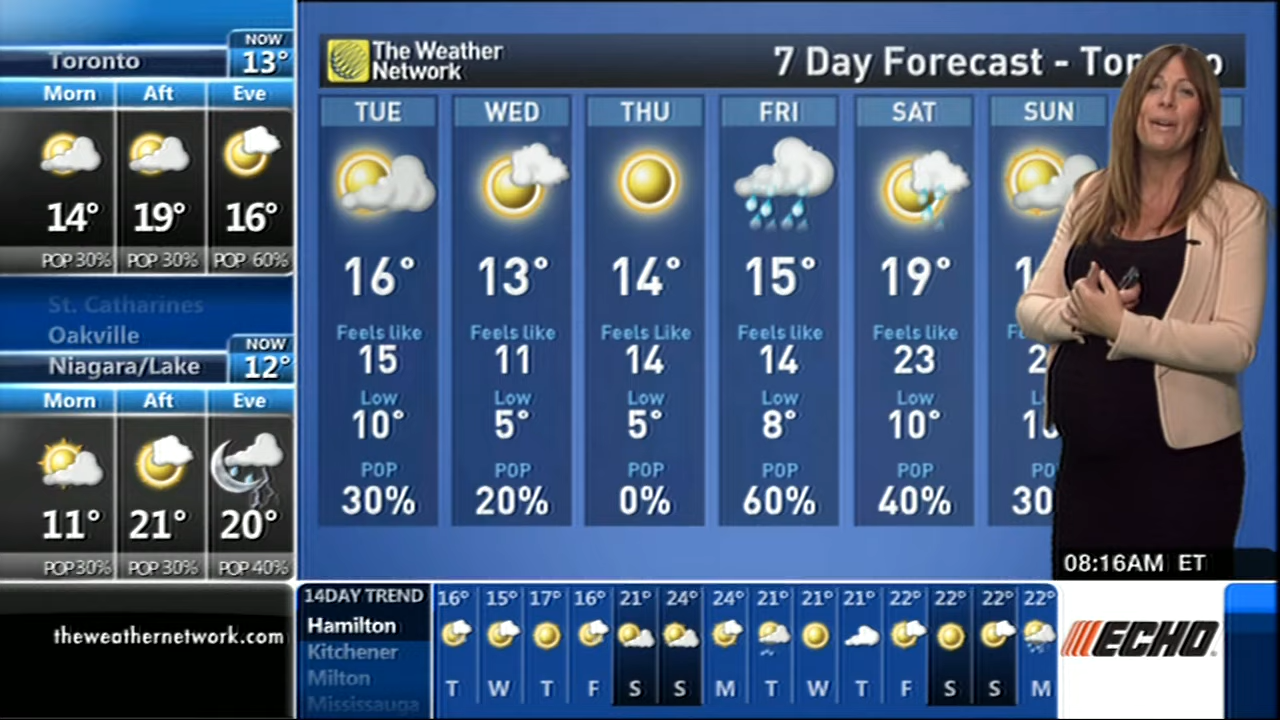 NOW
Toronto 13°
Morn Aft Eve
14° 19° 16°
POP 30% POP 30% POP 60%
St. Catharines
Oakville
NOW
Niagara/Lake 12°
Morn Aft Eve
11° 21° 20°
POP 30% POP 30% POP 40%
theweathernetwork.com
The Weather
Network
7 Day Forecast - Tor o
TUE WED THU FRI SAT SUN
16° 13° 14° 15° 19°
Feels like Feels like Feels Like Feels like Feels like
15 11 14 14 23
Low Low Low Low Low
10° 5° 5° 8° 10°
POP POP POP POP POP
30% 20% 0% 60% 40% 30
08:16AM ET
14DAY TREND
Hamilton
Kitchener
Milton
Mississauga
16° 15° 17° 16° 21° 24° 24° 21° 21° 21° 22° 22° 22° 22°
T W T F S S M T W T F S S M
ECHO